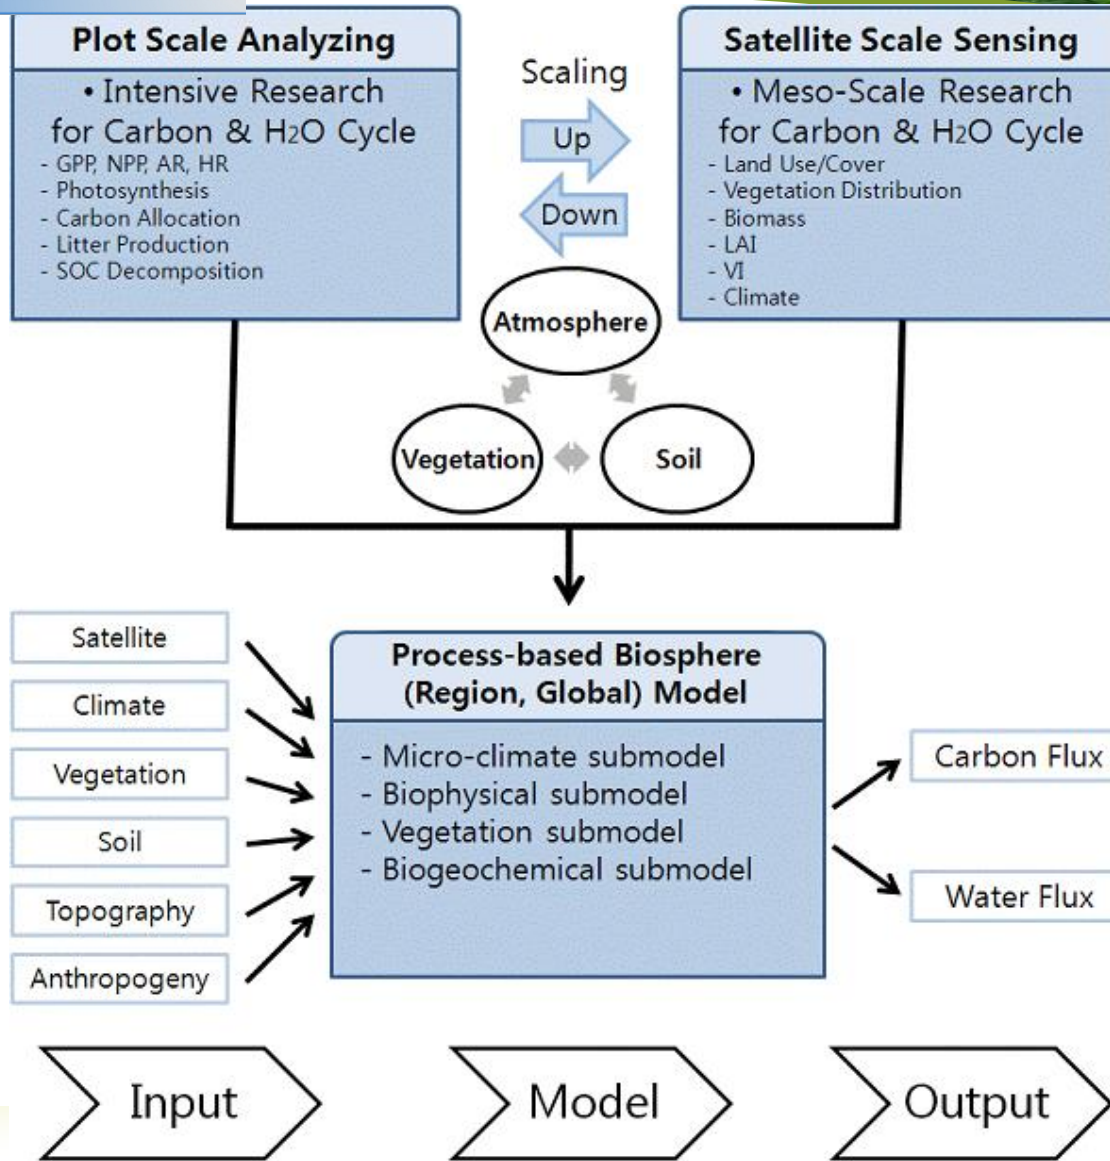 Plot Scale Analyzing
• Intensive Research
for Carbon & H2O Cycle
- GPP, NPP, AR, HR
- Photosynthesis
- Carbon Allocation
- Litter Production
- SOC Decomposition
Scaling
Up
Down
Satellite Scale Sensing
• Meso-Scale Research
for Carbon & H2O Cycle
- Land Use/Cover
- Vegetation Distribution
- Biomass
- LAI
- VI
- Climate
Atmosphere
Vegetation
Soil
Satellite
Climate
Vegetation
Soil
Topography
Anthropogeny
Process-based Biosphere
(Region, Global) Model
- Micro-climate submodel
- Biophysical submodel
- Vegetation submodel
- Biogeochemical submodel
Carbon Flux
Water Flux
Input
Model
Output